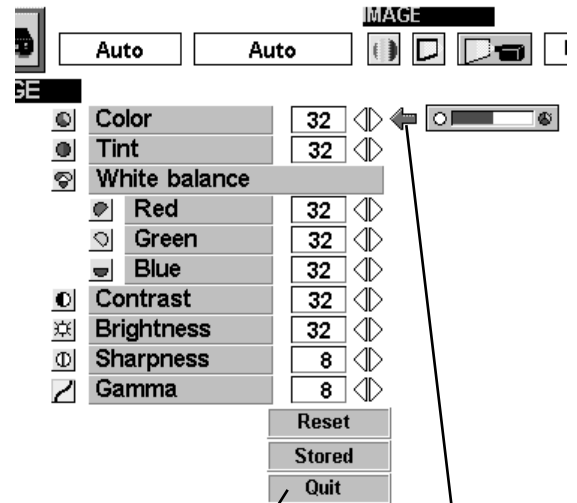 IMAGE
Auto Auto
GE
Color 32
Tint 32
White balance
Red 32
Green 32
Blue 32
Contrast 32
Brightness 32
Sharpness 8
Gamma 8
Reset
Stored
Quit